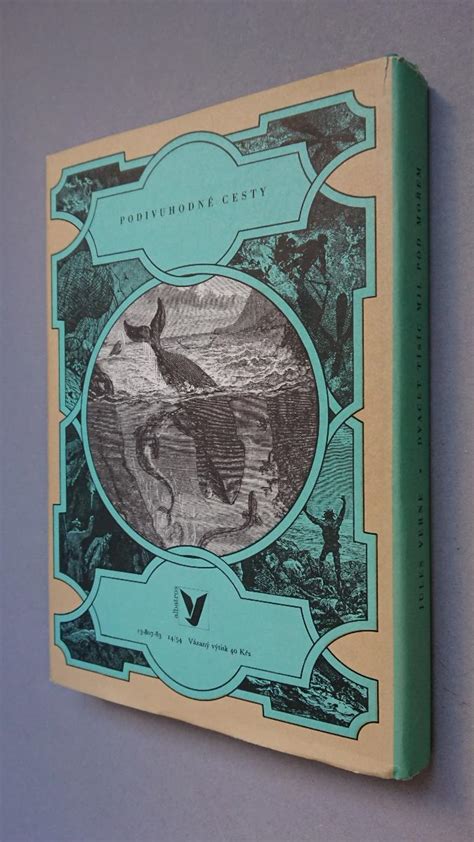 PODIVUHODNÉ CESTY
albatros
13-807-83 14/54 Vázaný výtisk 40 Kčs
JULES VERNE • DVACET TISÍC MIL POD MOŘEM